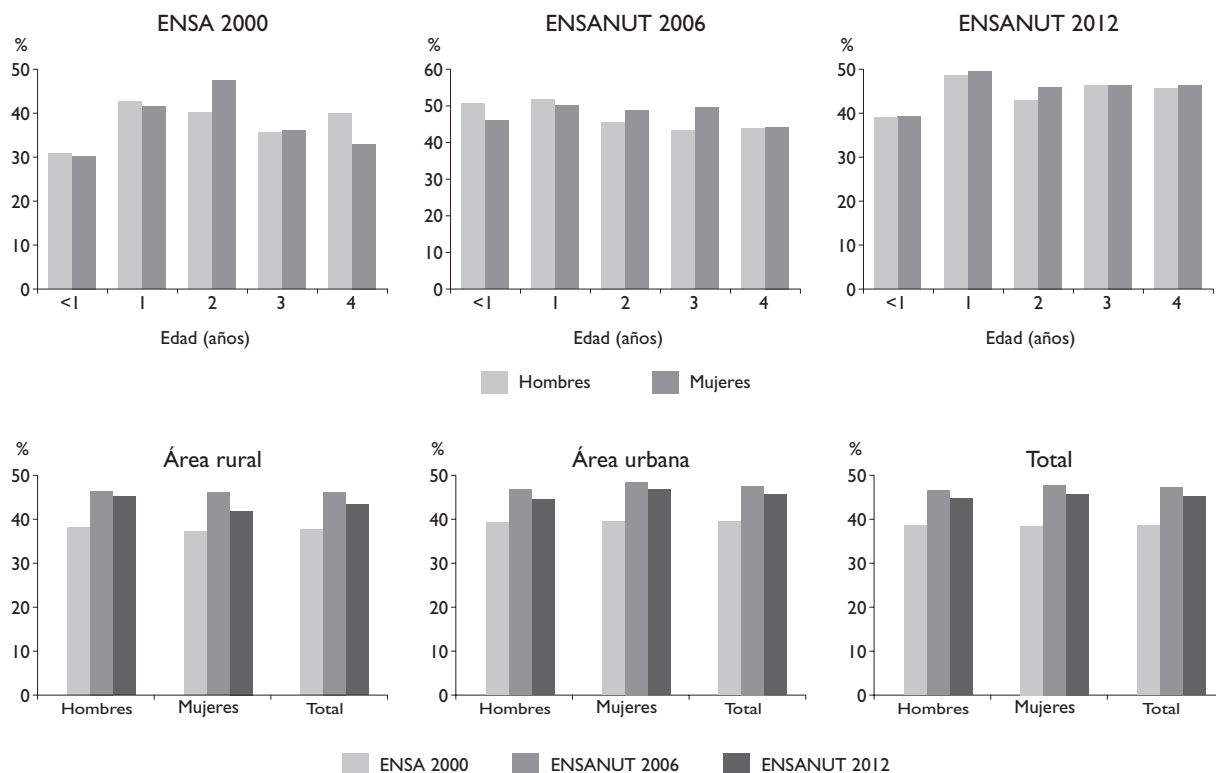 ENSA 2000
%
50
40
30
20
10
0
<1 1 2 3 4
Edad (años)
ENSANUT 2006
%
60
50
40
30
20
10
0
<1 1 2 3 4
Edad (años)
ENSANUT 2012
%
50
40
30
20
10
0
<1 1 2 3 4
Edad (años)
Hombres Mujeres
Área rural
%
50
40
30
20
10
0
Hombres Mujeres Total
Área urbana
%
50
40
30
20
10
0
Hombres Mujeres Total
Total
%
50
40
30
20
10
0
Hombres Mujeres Total
ENSA 2000 ENSANUT 2006 ENSANUT 2012